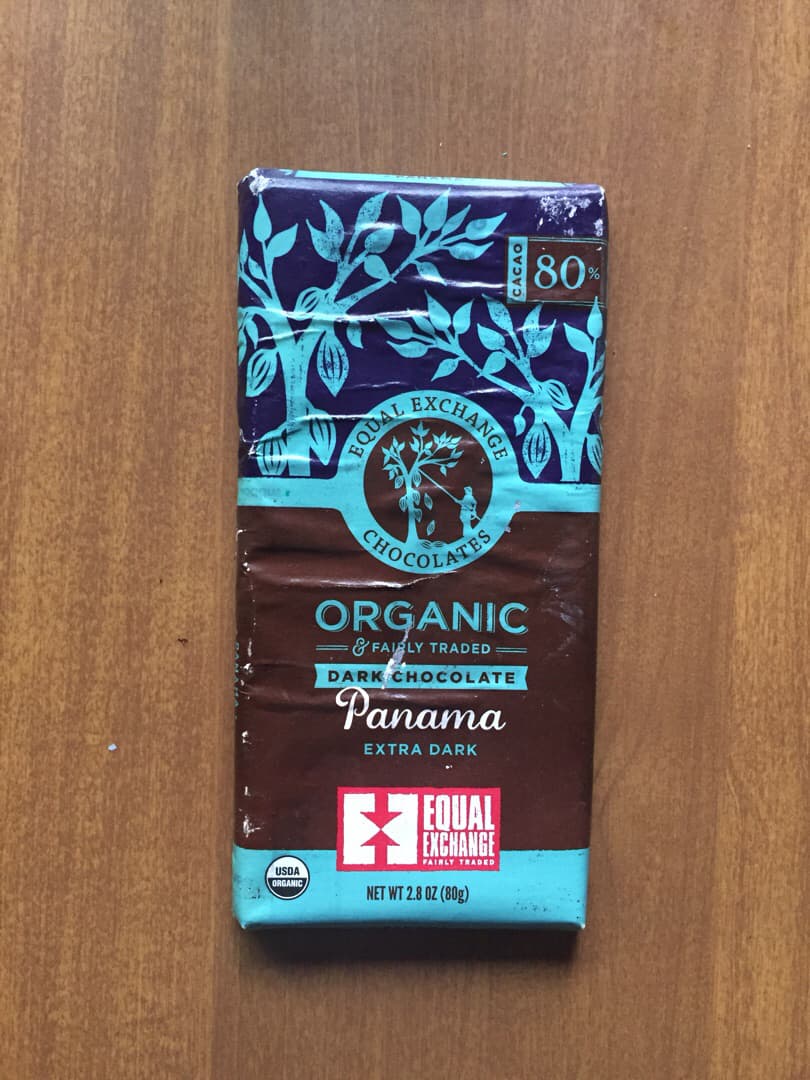 CACAO
80%
EQUAL EXCHANGE
CHOCOLATES
ORGANIC
& FAIRLY TRADED
DARK CHOCOLATE
Panama
EXTRA DARK
EQUAL
EXCHANGE
FAIRLY TRADED
USDA
ORGANIC
NET WT 2.8 OZ (80g)